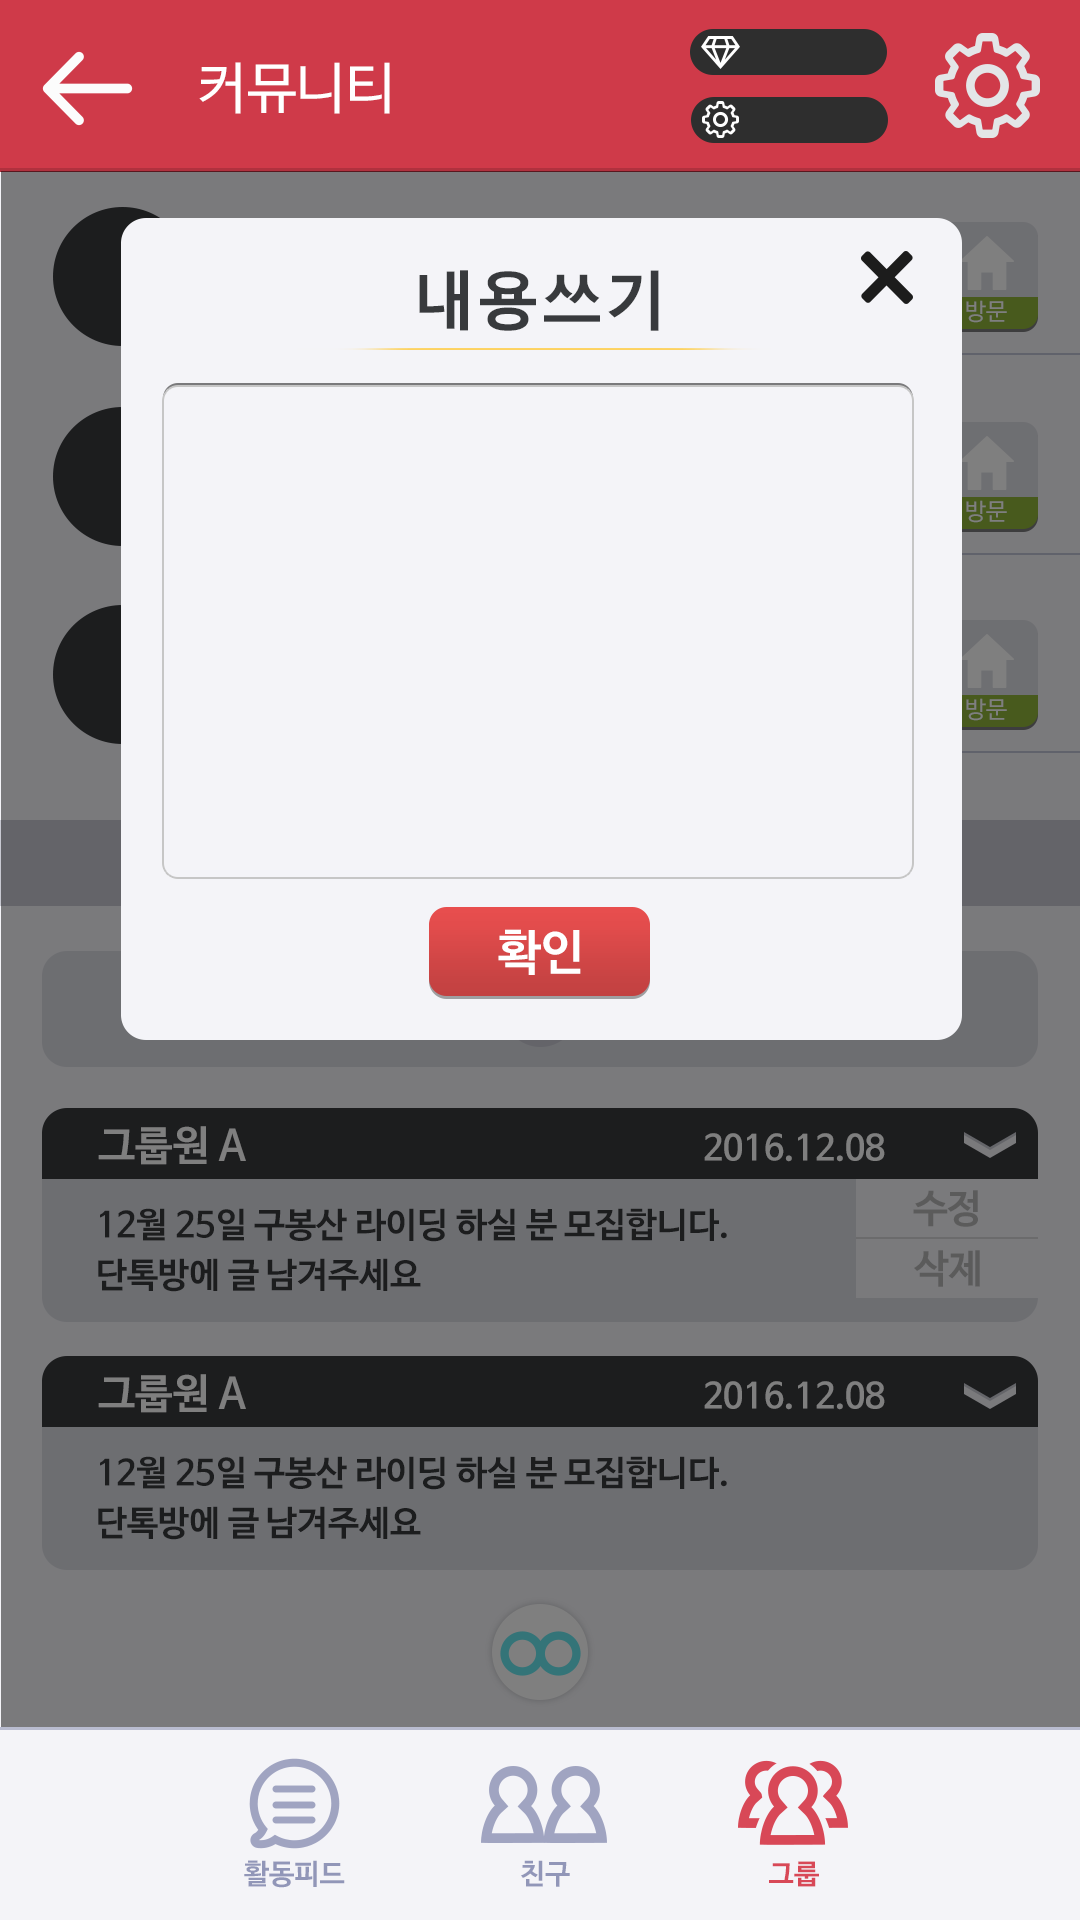 커뮤니티
내용쓰기
방문
방문
방문
확인
그룹원 A 2016.12.08
수정
12월 25일 구봉산 라이딩 하실 분 모집합니다.
삭제
단톡방에 글 남겨주세요
그룹원 A 2016.12.08
12월 25일 구봉산 라이딩 하실 분 모집합니다.
단톡방에 글 남겨주세요
활동피드 친구 그룹